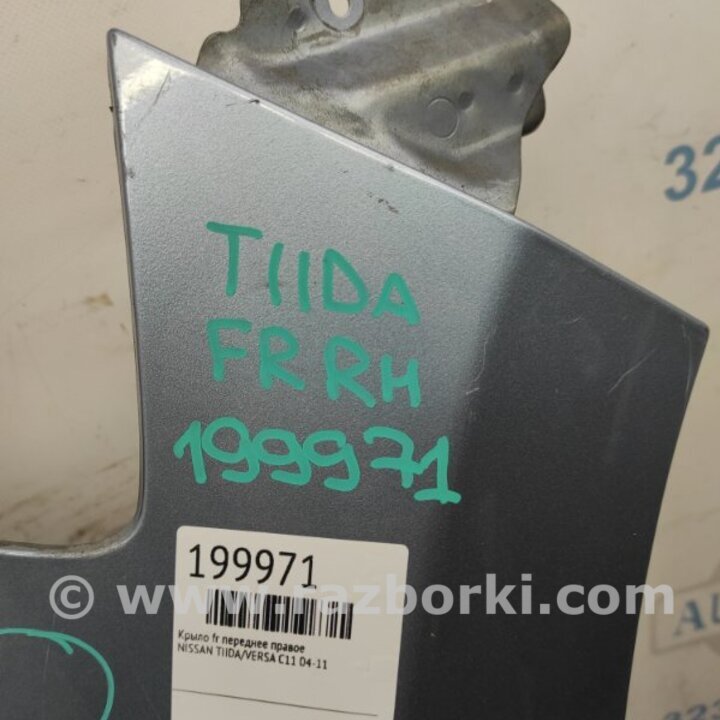 TIIDA
FR RH
199971
199971
Крыло fr переднее правое
NISSAN TIIDA/VERSA C11 04-11
© www.razborki.com